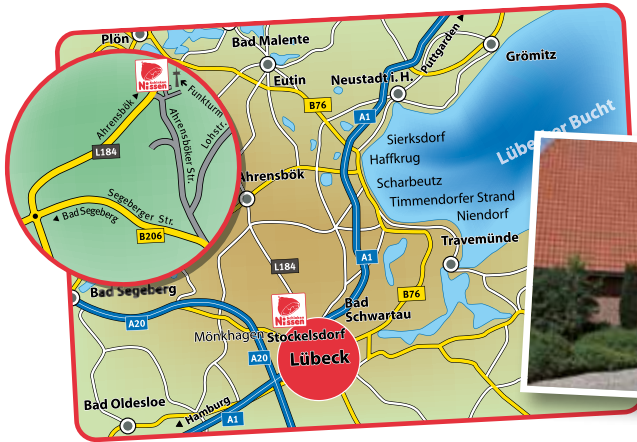 Plön
Bad Malente
Puttgarden
Grömitz
Schinken
Nissen
Funkturm
Eutin
Neustadt i. H.
B76
A1
Ahrensbök
L184
Ahrensböker Str.
Lohstr.
Sierksdorf
Haffkrug
Ahrensbök
Scharbeutz
Timmendorfer Strand
Niendorf
Segeberger Str.
Bad Segeberg
B206
Travemünde
A1
L184
Bad Segeberg
B76
Schinken
Nissen
Bad
Schwartau
A20
Mönkhagen
Stockelsdorf
A20
Lübeck
Bad Oldesloe
Hamburg
A1